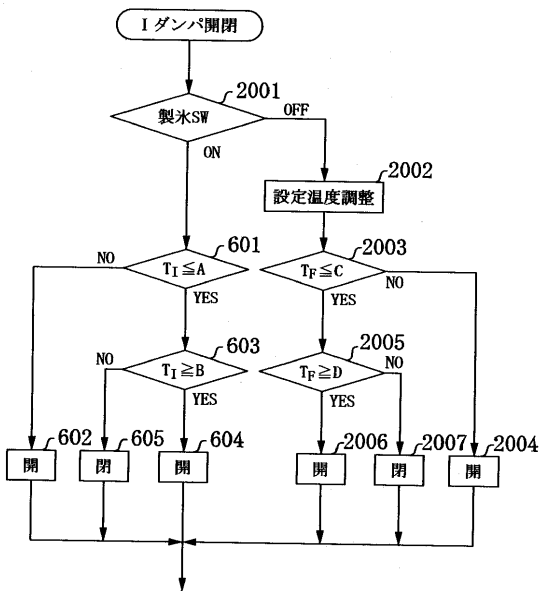 Iダンパ開閉
2001
製氷SW
OFF
ON
2002
設定温度調整
601
2003
NO
T_I≦A
T_F≦C
NO
YES
YES
603
2005
NO
T_I≧B
T_F≧D
NO
YES
YES
602
605
604
2006
2007
2004
開
閉
開
開
閉
開